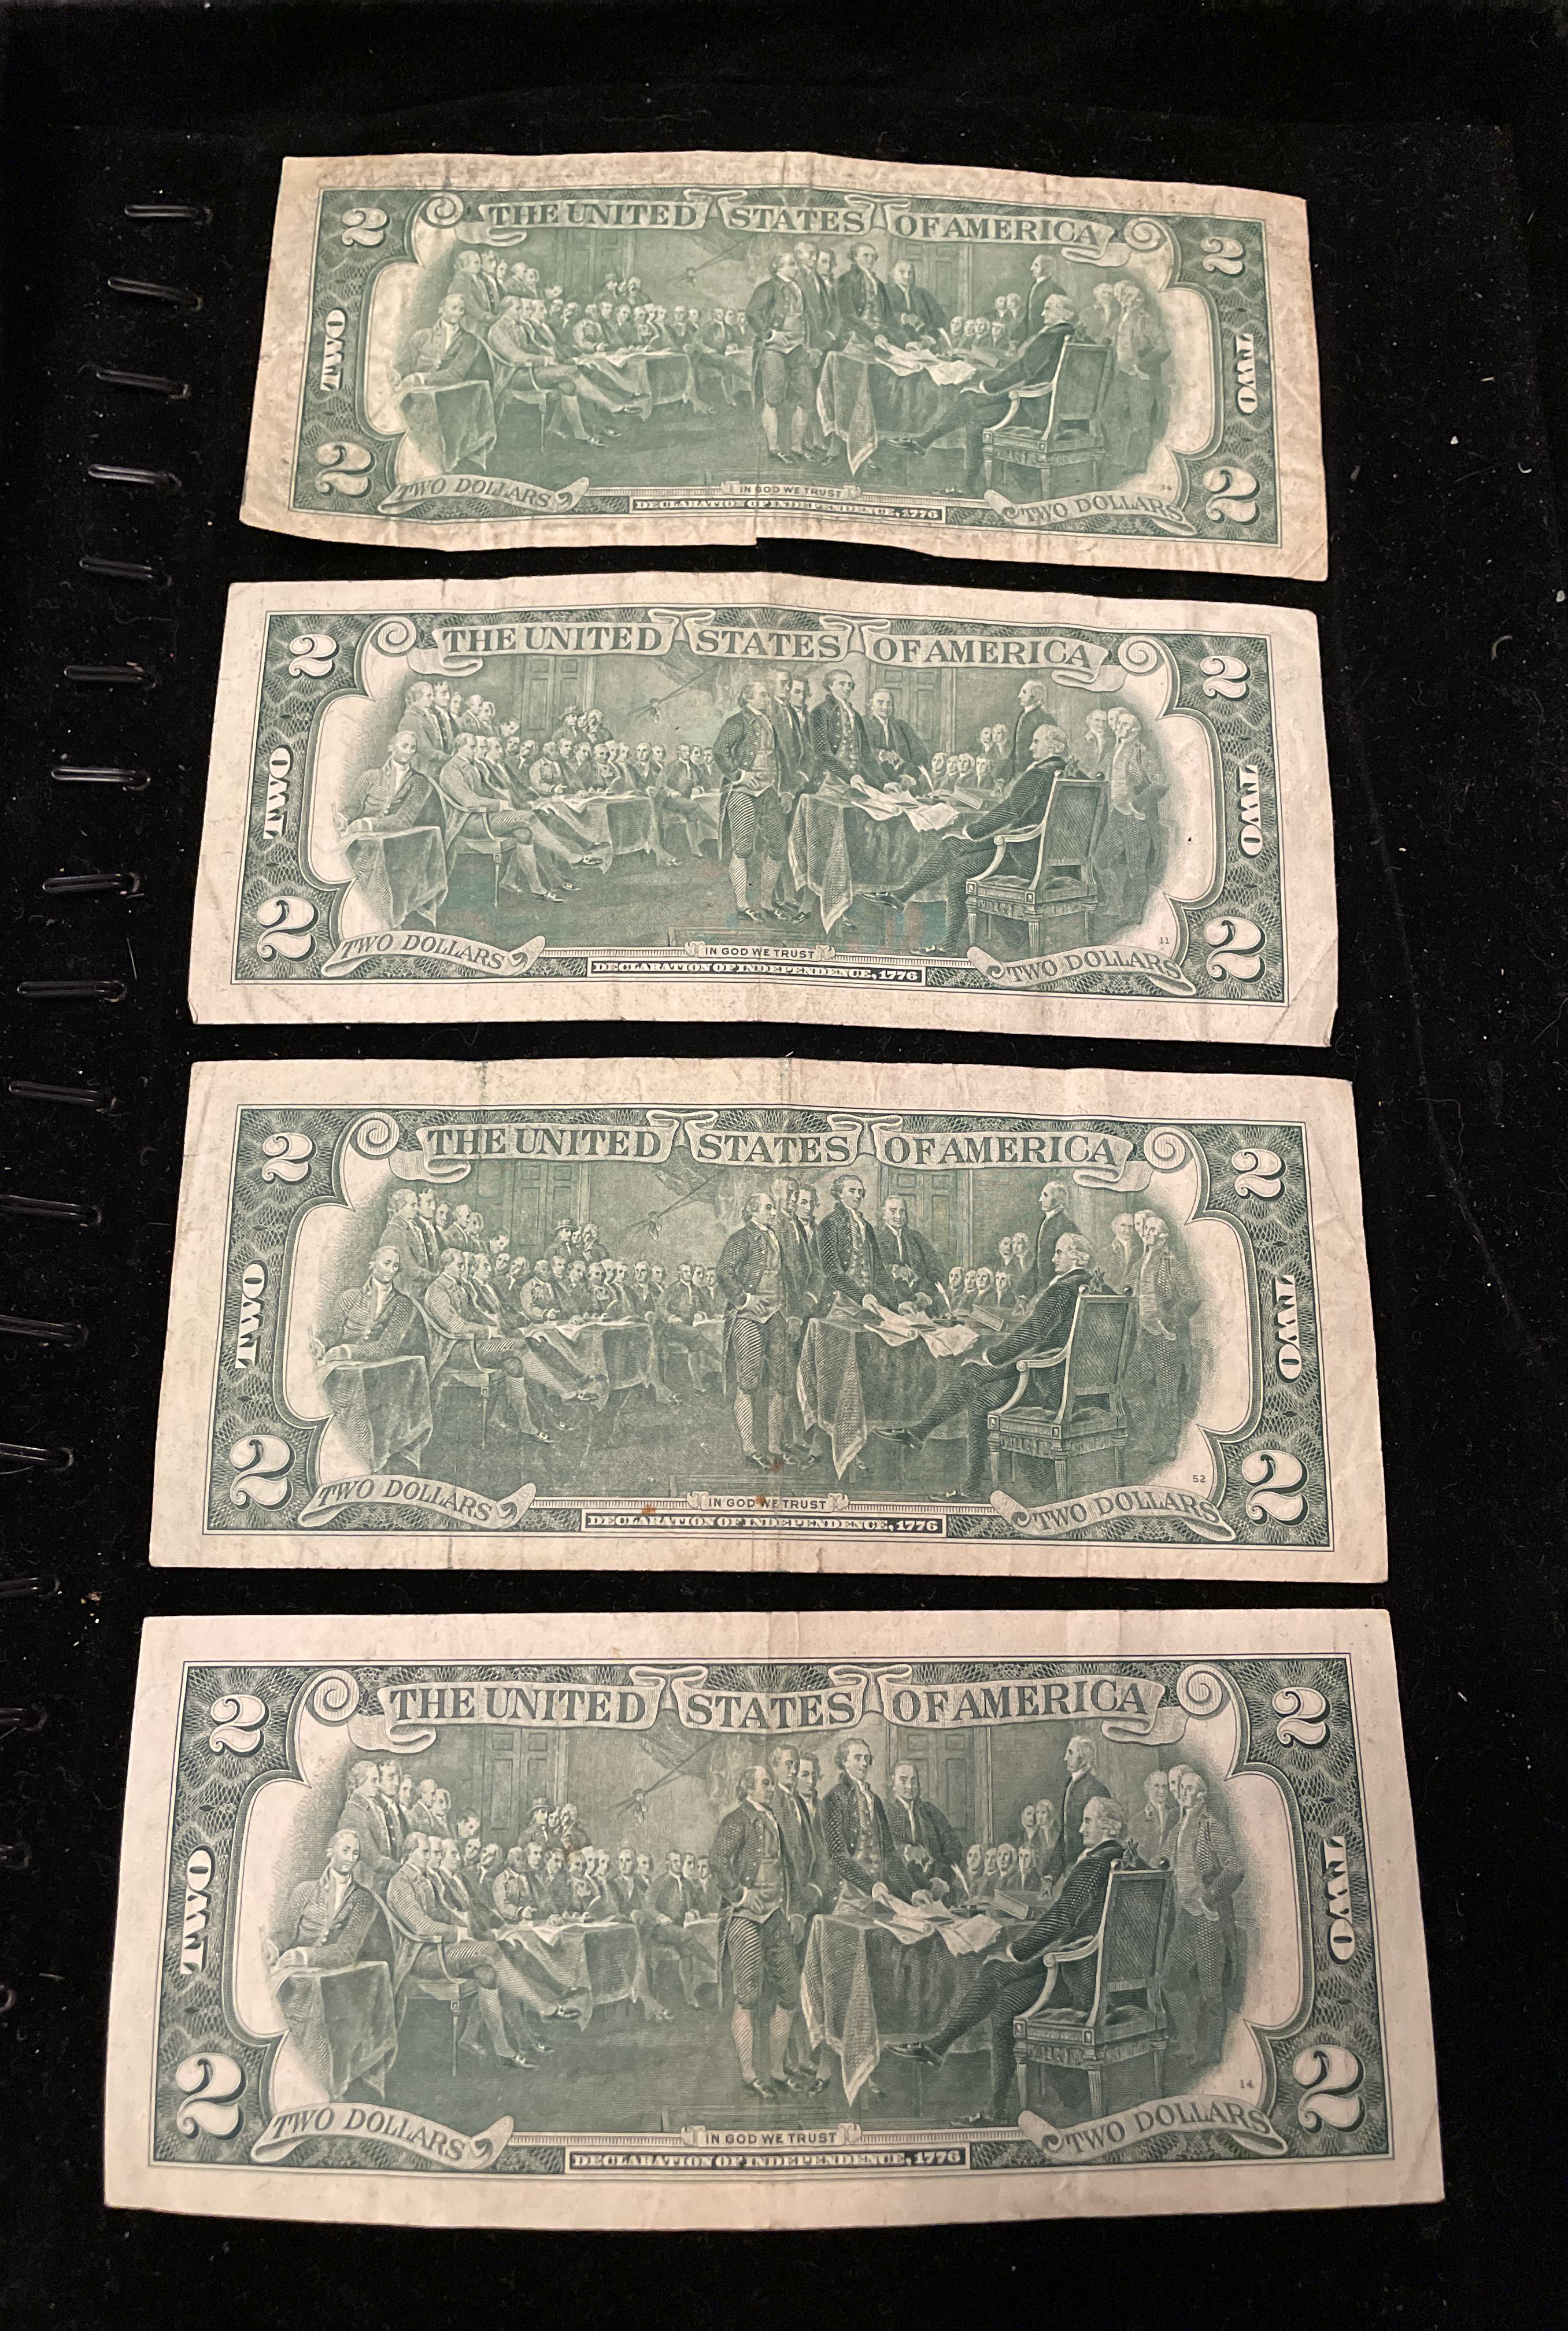 2 THE UNITED STATES OF AMERICA 2
TWO TWO
34
2 TWO DOLLARS IN GOD WE TRUST TWO DOLLARS 2
DECLARATION OF INDEPENDENCE, 1776
2 THE UNITED STATES OF AMERICA 2
TWO TWO
11
2 TWO DOLLARS IN GOD WE TRUST TWO DOLLARS 2
DECLARATION OF INDEPENDENCE, 1776
2 THE UNITED STATES OF AMERICA 2
TWO TWO
52
2 TWO DOLLARS IN GOD WE TRUST TWO DOLLARS 2
DECLARATION OF INDEPENDENCE, 1776
2 THE UNITED STATES OF AMERICA 2
TWO TWO
14
2 TWO DOLLARS IN GOD WE TRUST TWO DOLLARS 2
DECLARATION OF INDEPENDENCE, 1776